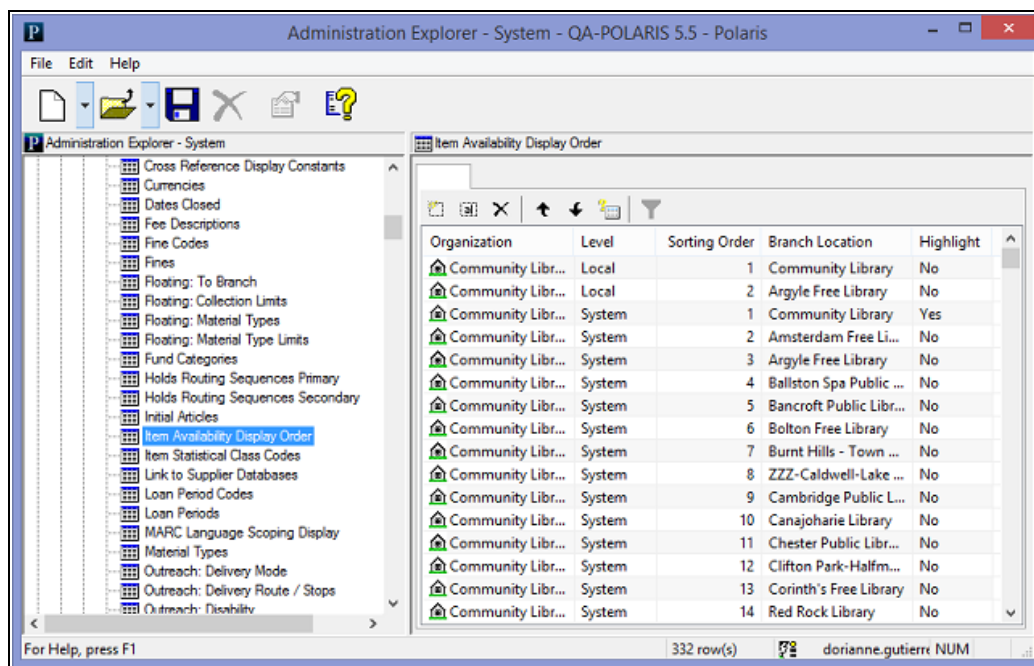 P
Administration Explorer - System - QA-POLARIS 5.5 - Polaris
File Edit Help
P Administration Explorer - System
Cross Reference Display Constants
Currencies
Dates Closed
Fee Descriptions
Fine Codes
Fines
Floating: To Branch
Floating: Collection Limits
Floating: Material Types
Floating: Material Type Limits
Fund Categories
Holds Routing Sequences Primary
Holds Routing Sequences Secondary
Initial Articles
Item Availability Display Order
Item Statistical Class Codes
Link to Supplier Databases
Loan Period Codes
Loan Periods
MARC Language Scoping Display
Material Types
Outreach: Delivery Mode
Outreach: Delivery Route / Stops
Outreach: Disability
Item Availability Display Order
Organization Level Sorting Order Branch Location Highlight
Community Libr... Local 1 Community Library No
Community Libr... Local 2 Argyle Free Library No
Community Libr... System 1 Community Library Yes
Community Libr... System 2 Amsterdam Free Li... No
Community Libr... System 3 Argyle Free Library No
Community Libr... System 4 Ballston Spa Public ... No
Community Libr... System 5 Bancroft Public Libr... No
Community Libr... System 6 Bolton Free Library No
Community Libr... System 7 Burnt Hills - Town ... No
Community Libr... System 8 ZZZ-Caldwell-Lake ... No
Community Libr... System 9 Cambridge Public L... No
Community Libr... System 10 Canajoharie Library No
Community Libr... System 11 Chester Public Libr... No
Community Libr... System 12 Clifton Park-Halfm... No
Community Libr... System 13 Corinth's Free Library No
Community Libr... System 14 Red Rock Library No
For Help, press F1 332 row(s) dorianne.gutierre NUM